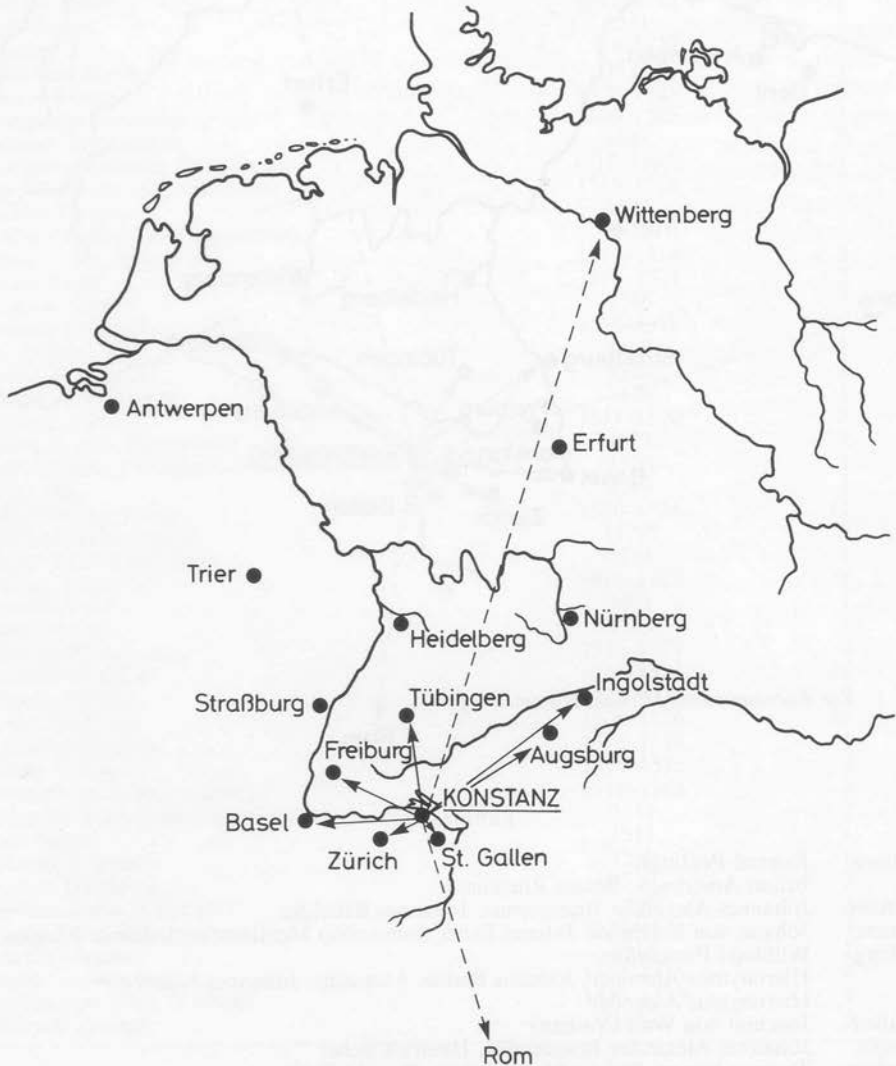 Wittenberg
Antwerpen
Erfurt
Trier
Nürnberg
Heidelberg
Ingolstadt
Straßburg
Tübingen
Augsburg
Freiburg
KONSTANZ
Basel
Zürich
St. Gallen
Rom